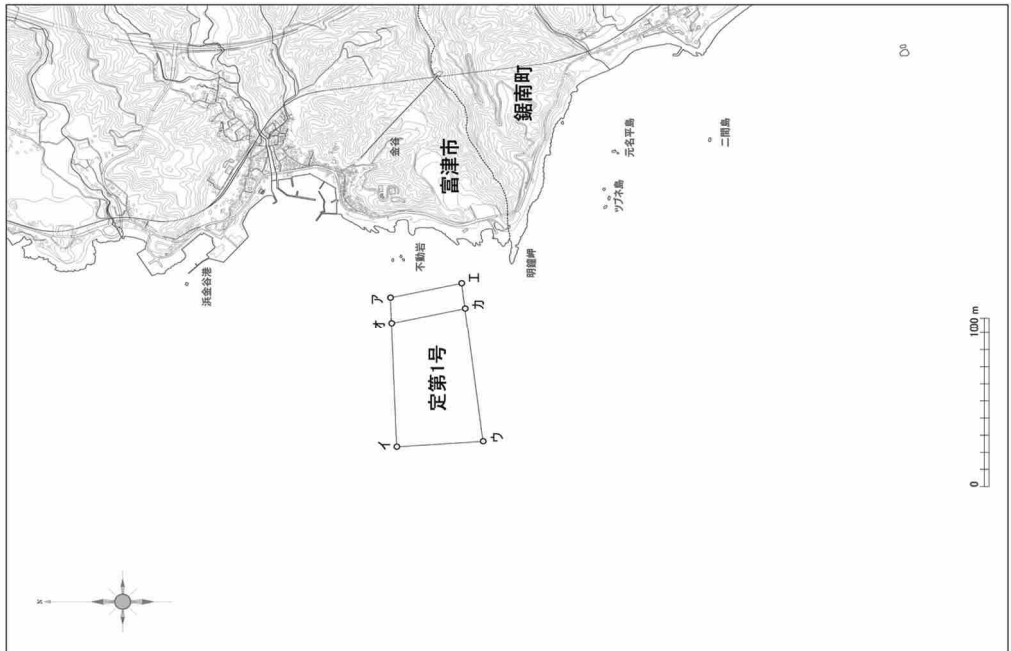 富津市
鋸南町
金谷
浜金谷港
不動岩
明鐘岬
元名平島
ツブネ島
二間島
ア
オ
エ
カ
イ
ウ
定第1号
N
0
1000 m